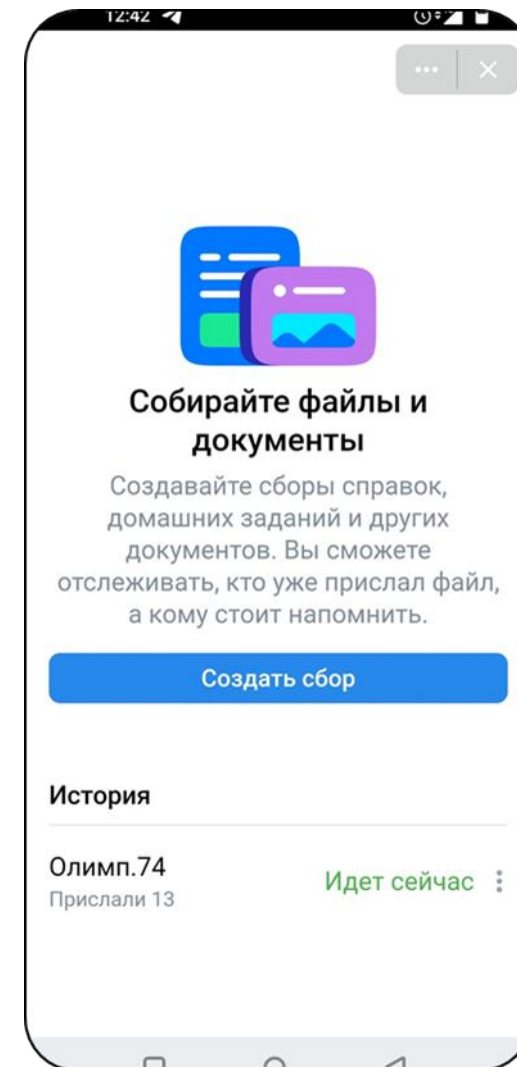 12:42
Собирайте файлы и
документы
Создавайте сборы справок,
домашних заданий и других
документов. Вы сможете
отслеживать, кто уже прислал файл,
а кому стоит напомнить.
Создать сбор
История
Олимп.74
Прислали 13
Идет сейчас